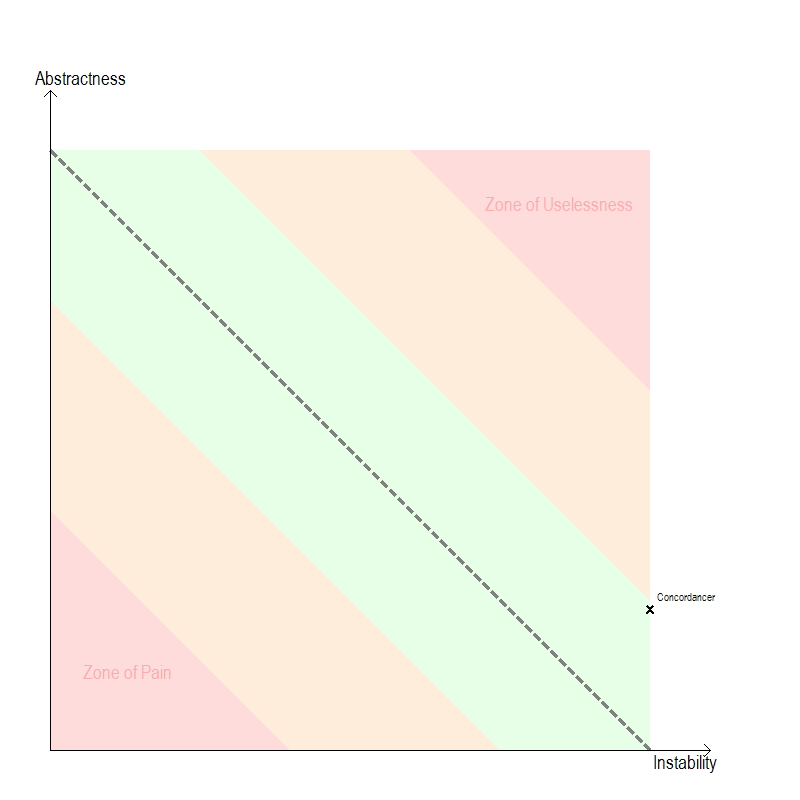 Abstractness
Zone of Uselessness
Concordancer
Zone of Pain
Instability